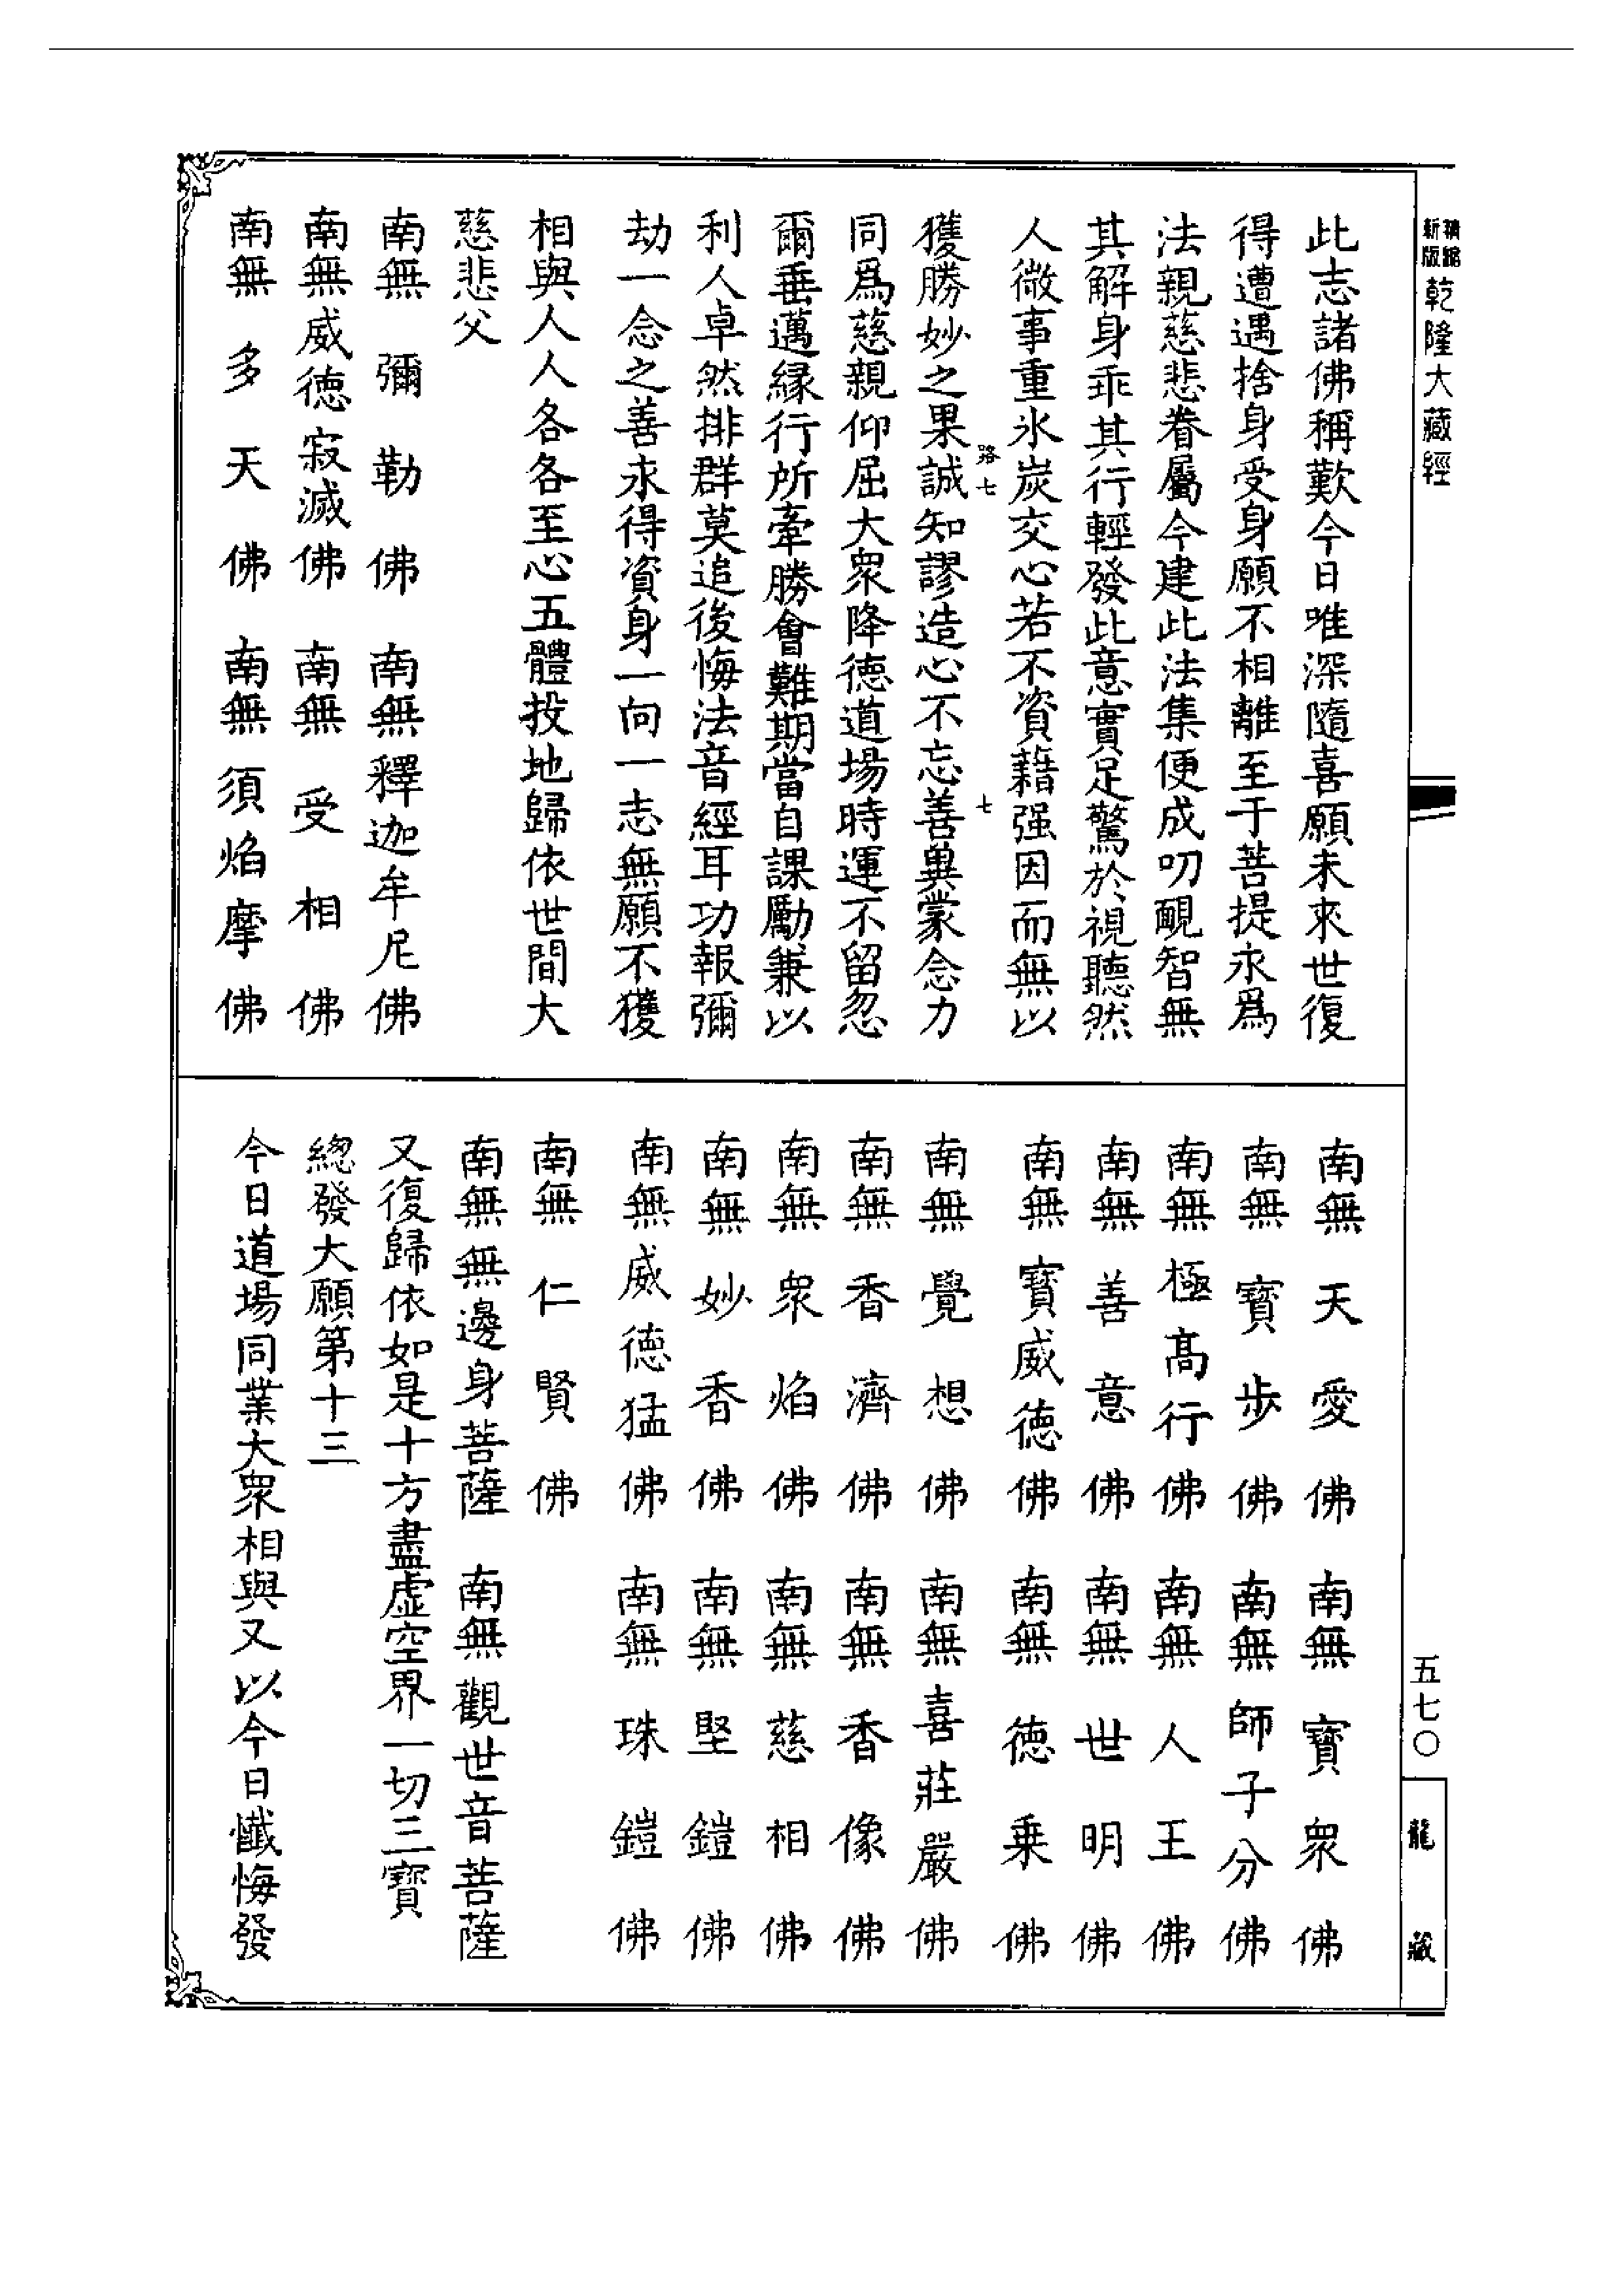 精縮
新版
乾隆大藏經
此志諸佛稱歎今日唯深隨喜願未來世復
得遭遇捨身受身願不相離至于菩提永爲
法親慈悲眷屬今建此法集便成叨靦智無
其解身乖其行輕發此意實足驚於視聽然
人微事重氷炭交心若不資藉强因而無以
路七
七
獲勝妙之果誠知謬造心不忘善兾蒙念力
同爲慈親仰屈大衆降德道場時運不留忽
爾垂邁緣行所牽勝會難期當自課勵兼以
利人卓然排群莫追後悔法音經耳功報彌
劫一念之善永得資身一向一志無願不獲
相與人人各各至心五體投地歸依世間大
慈悲父
南無彌勒佛 南無釋迦牟尼佛
南無威德寂滅佛 南無受相佛
南無多天佛 南無須焰摩佛
南無天愛佛 南無寶衆佛
南無寶步佛 南無師子分佛
南無極高行佛 南無人王佛
南無善意佛 南無世明佛
南無寶威德佛 南無德乗佛
南無覺想佛 南無喜莊嚴佛
南無香濟佛 南無香像佛
南無衆焰佛 南無慈相佛
南無妙香佛 南無堅鎧佛
南無威德猛佛 南無珠鎧佛
南無仁賢佛
南無無邊身菩薩 南無觀世音菩薩
又復歸依如是十方盡虛空界一切三寶
總發大願第十三
今日道場同業大衆相與又以今日懺悔發
五七〇
龍藏